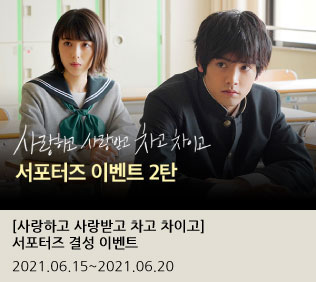 사랑하고 사랑받고 차고 차이고
서포터즈 이벤트 2탄
[사랑하고 사랑받고 차고 차이고]
서포터즈 결성 이벤트
2021.06.15~2021.06.20